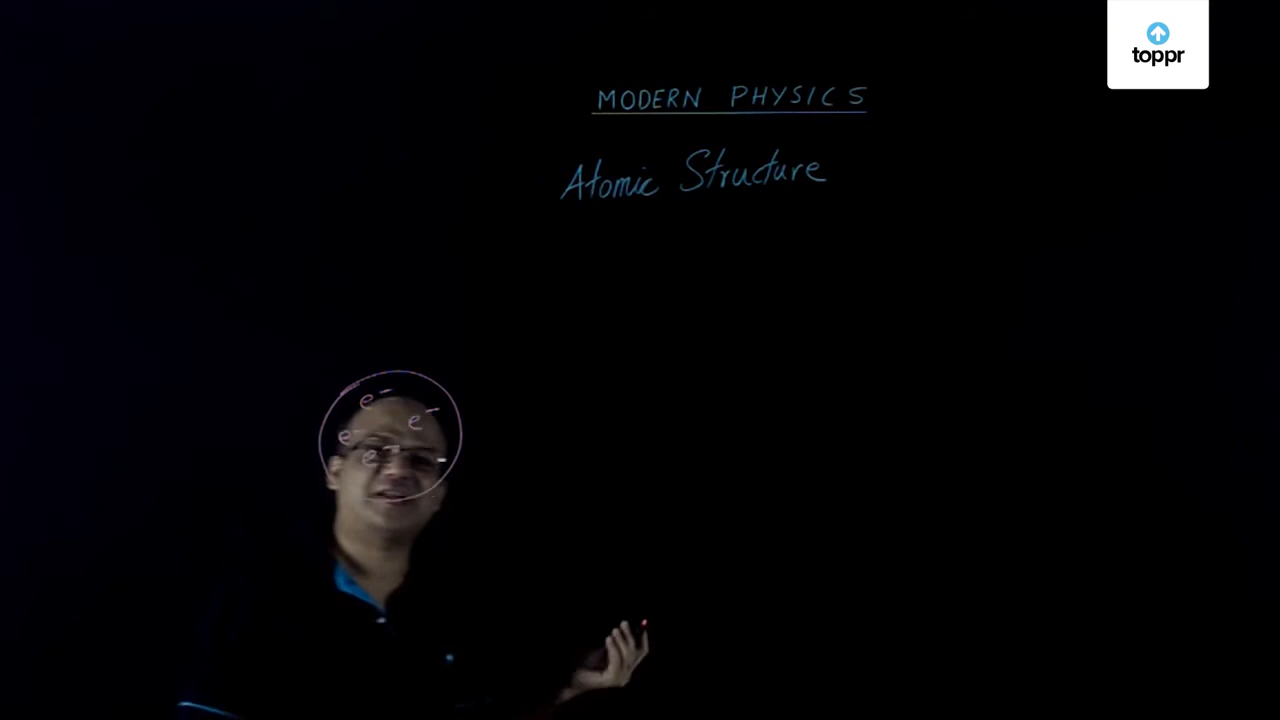 toppr
MODERN PHYSICS
Atomic Structure
e⁻
e⁻
e⁻
e⁻